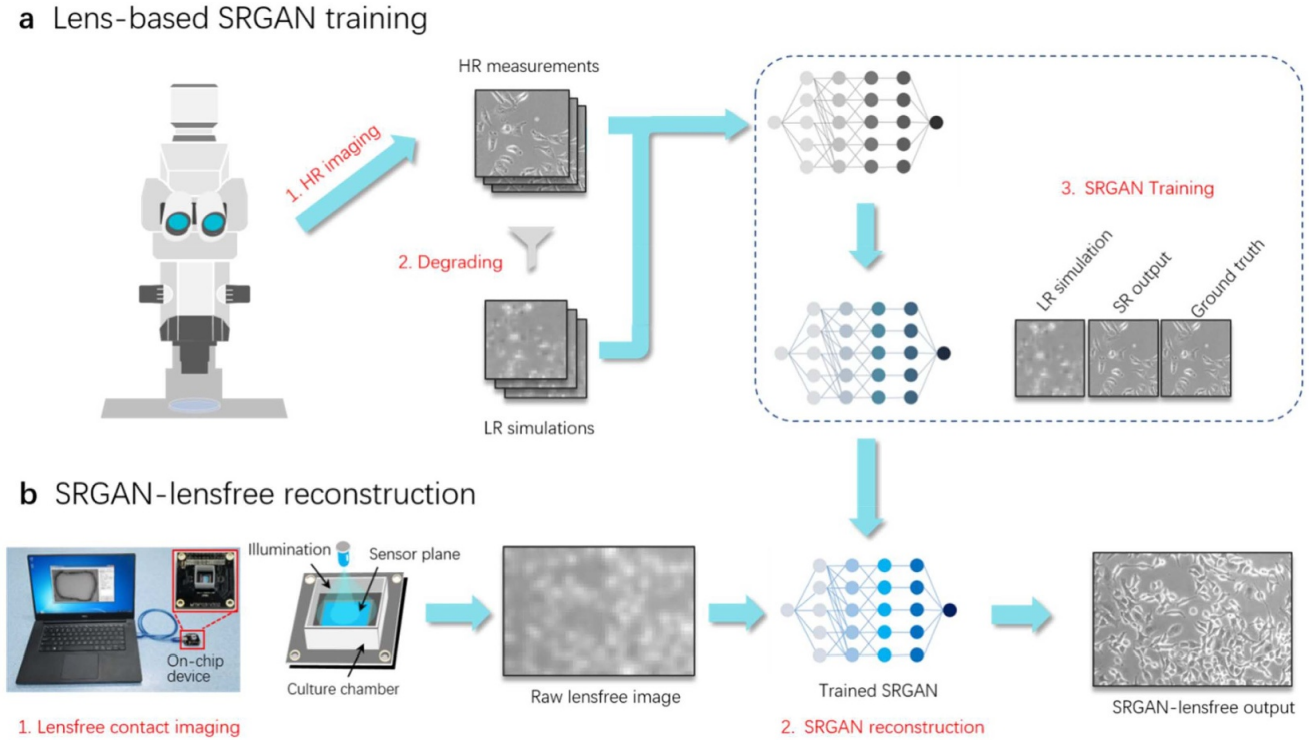 a Lens-based SRGAN training
HR measurements
1. HR imaging
2. Degrading
LR simulations
3. SRGAN Training
LR simulation
SR output
Ground truth
b SRGAN-lensfree reconstruction
Illumination
Sensor plane
On-chip
device
Culture chamber
Raw lensfree image
Trained SRGAN
SRGAN-lensfree output
1. Lensfree contact imaging
2. SRGAN reconstruction